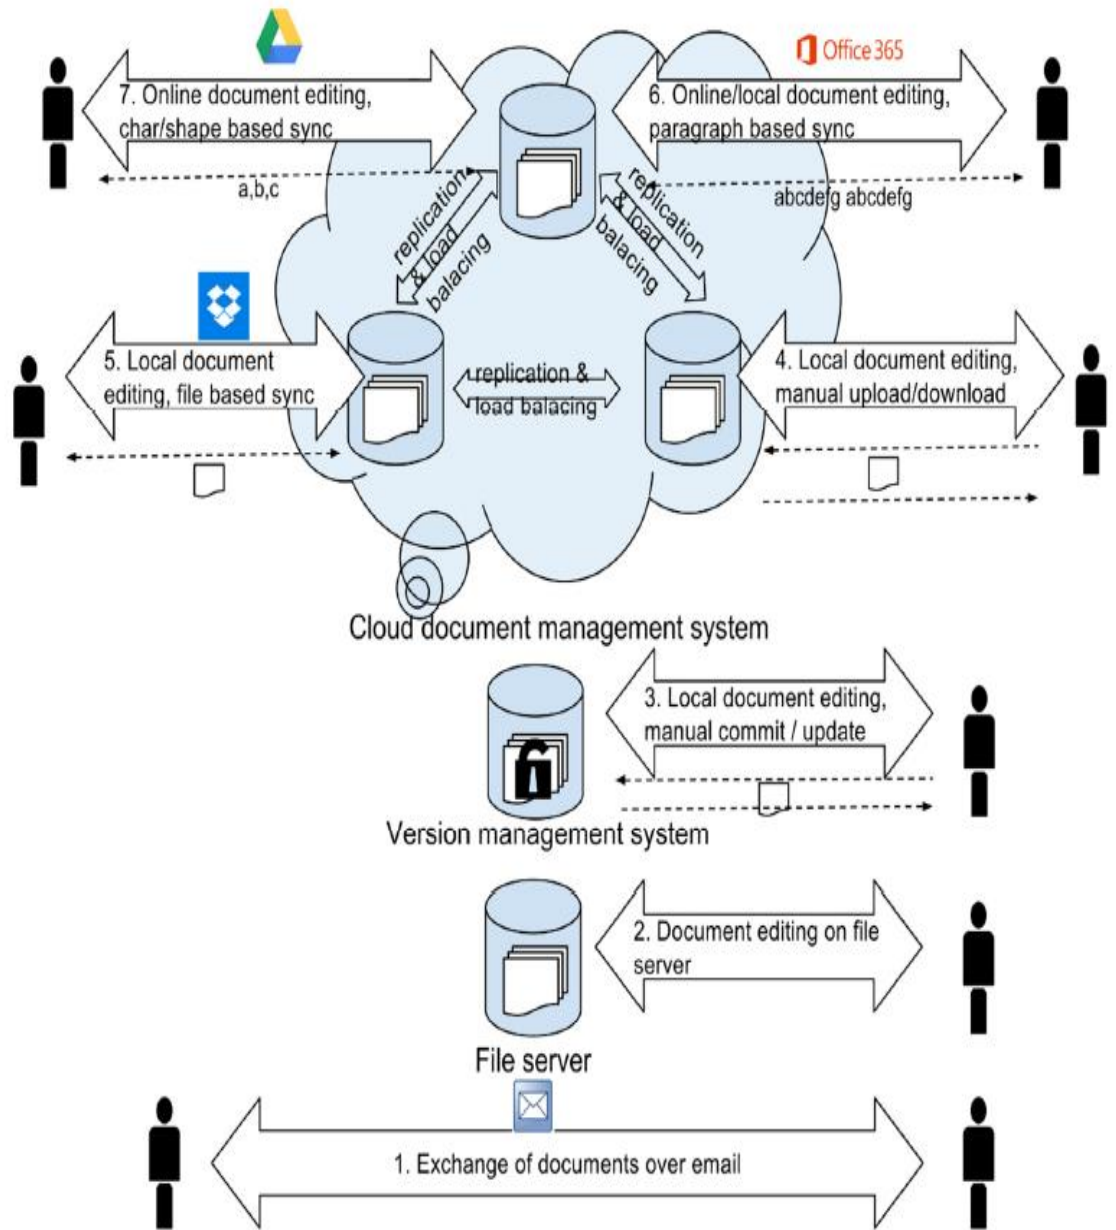 Office 365
7. Online document editing,
char/shape based sync
6. Online/local document editing,
paragraph based sync
a,b,c
abcdefg abcdefg
replication
& load
balacing
replication
& load
balacing
5. Local document
editing, file based sync
replication &
load balacing
4. Local document editing,
manual upload/download
Cloud document management system
3. Local document editing,
manual commit / update
Version management system
2. Document editing on file
server
File server
1. Exchange of documents over email